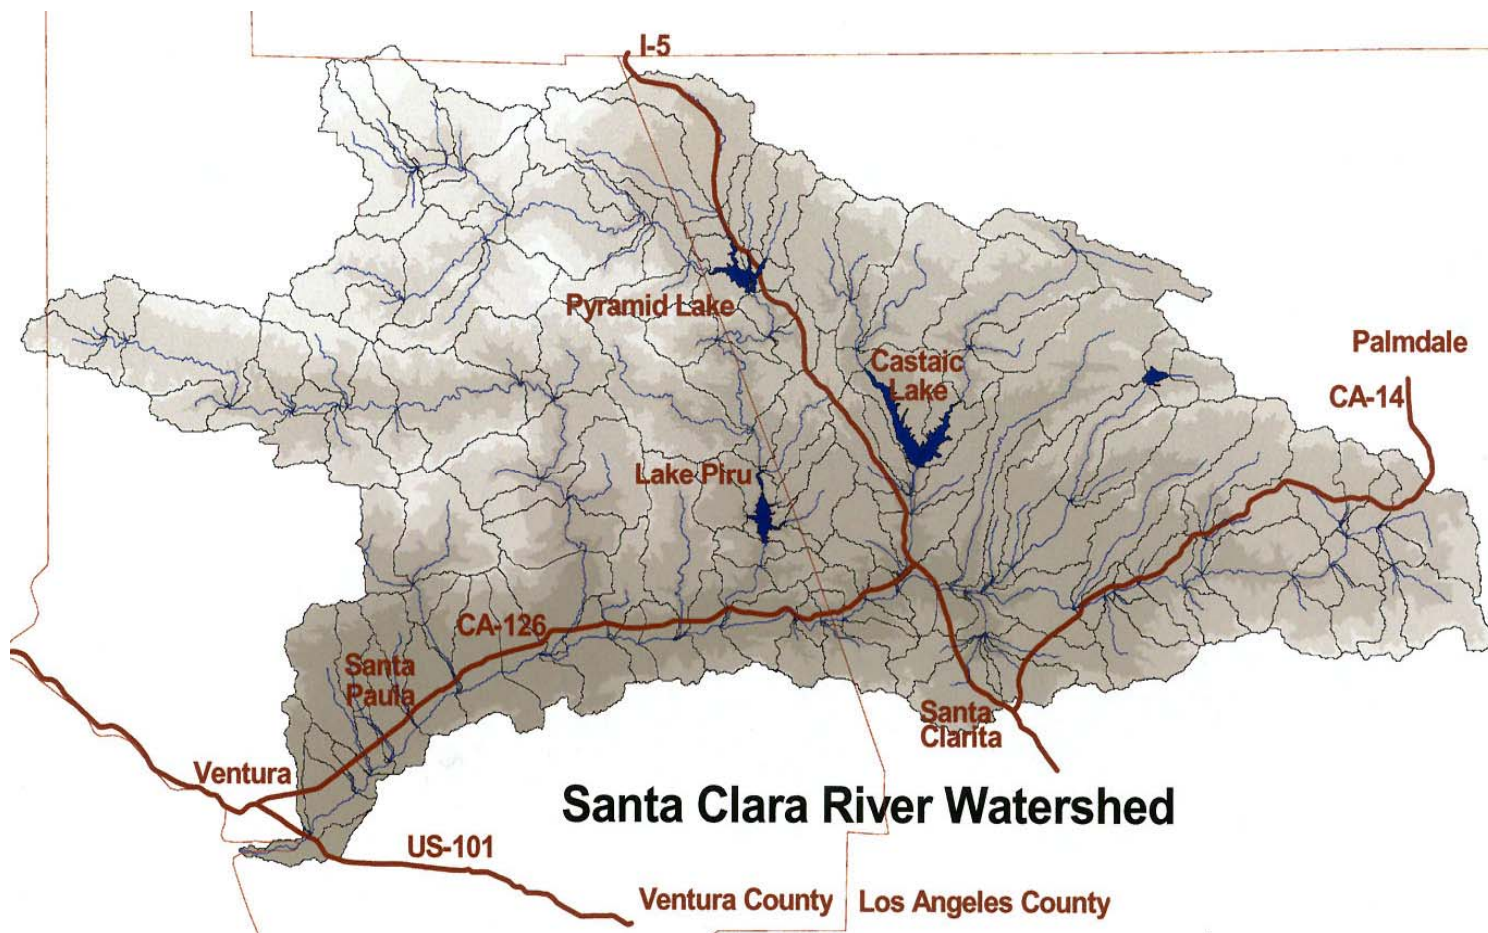 I-5
Pyramid Lake
Palmdale
Castaic
Lake
CA-14
Lake Piru
CA-126
Santa
Paula
Santa
Clarita
Ventura
Santa Clara River Watershed
US-101
Ventura County
Los Angeles County